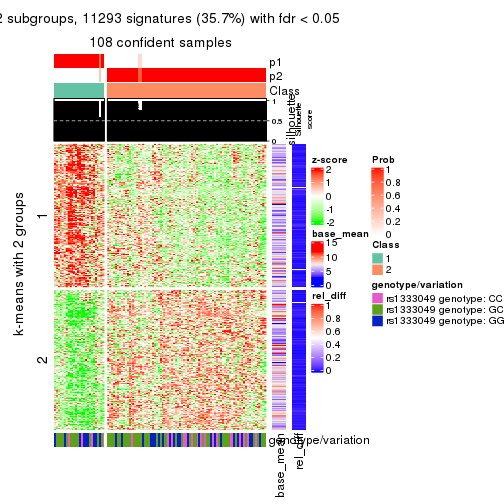 2 subgroups, 11293 signatures (35.7%) with fdr < 0.05
108 confident samples
p1
p2
Class
1
0.5
0
silhouette
Silhouette
score
k-means with 2 groups
1
2
z-score
2
1
0
-1
-2
base_mean
15
10
5
0
rel_diff
1
0.8
0.6
0.4
0.2
0
Prob
1
0.8
0.6
0.4
0.2
0
Class
1
2
genotype/variation
rs1333049 genotype: CC
rs1333049 genotype: GC
rs1333049 genotype: GG
genotype/variation
base_mean
rel_diff